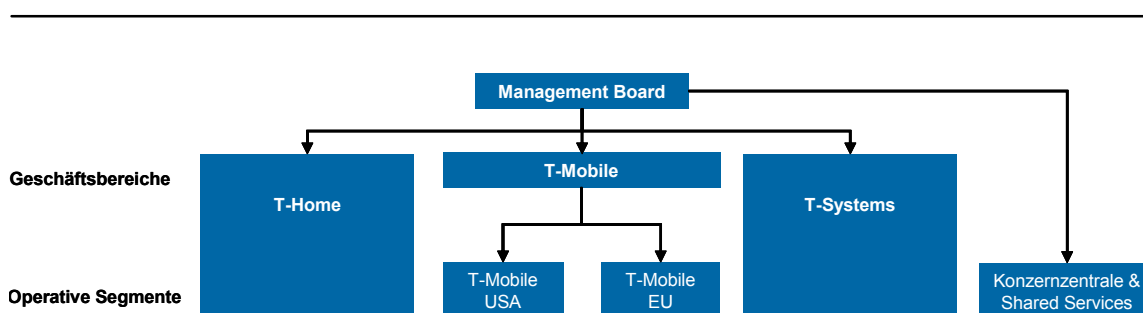 Management Board
Geschäftsbereiche
T-Home
T-Mobile
T-Systems
Operative Segmente
T-Mobile
USA
T-Mobile
EU
Konzernzentrale &
Shared Services